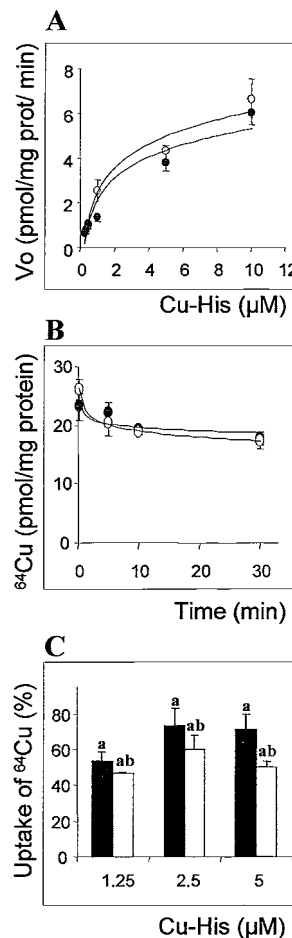 A
Vo (pmol/mg prot/ min)
8
6
4
2
0
0 2 4 6 8 10 12
Cu-His (µM)
B
⁶⁴Cu (pmol/mg protein)
30
20
10
0
0 10 20 30
Time (min)
C
Uptake of ⁶⁴Cu (%)
80
60
40
20
0
a ab a ab a ab
1.25 2.5 5
Cu-His (µM)